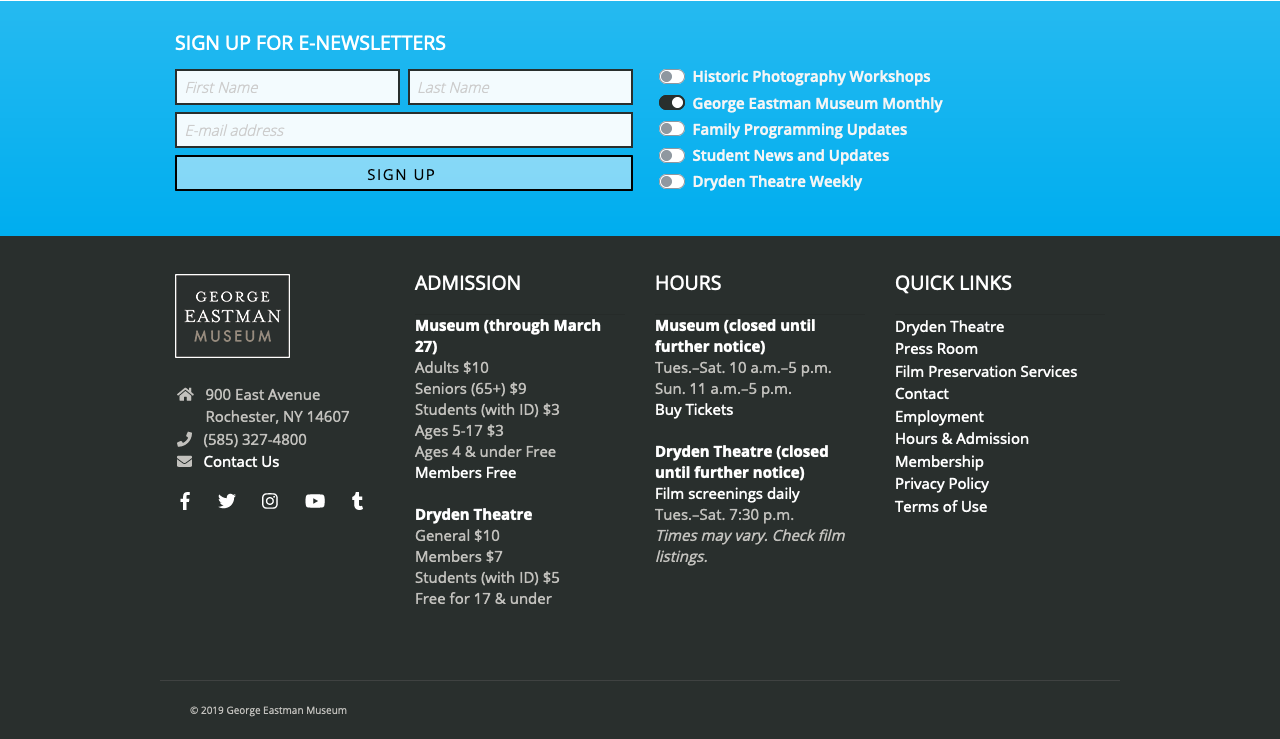 SIGN UP FOR E-NEWSLETTERS
First Name
Last Name
E-mail address
SIGN UP
Historic Photography Workshops
George Eastman Museum Monthly
Family Programming Updates
Student News and Updates
Dryden Theatre Weekly
GEORGE
EASTMAN
MUSEUM
900 East Avenue
Rochester, NY 14607
(585) 327-4800
Contact Us
ADMISSION
Museum (through March
27)
Adults $10
Seniors (65+) $9
Students (with ID) $3
Ages 5-17 $3
Ages 4 & under Free
Members Free
Dryden Theatre
General $10
Members $7
Students (with ID) $5
Free for 17 & under
HOURS
Museum (closed until
further notice)
Tues.–Sat. 10 a.m.–5 p.m.
Sun. 11 a.m.–5 p.m.
Buy Tickets
Dryden Theatre (closed
until further notice)
Film screenings daily
Tues.–Sat. 7:30 p.m.
Times may vary. Check film
listings.
QUICK LINKS
Dryden Theatre
Press Room
Film Preservation Services
Contact
Employment
Hours & Admission
Membership
Privacy Policy
Terms of Use
© 2019 George Eastman Museum